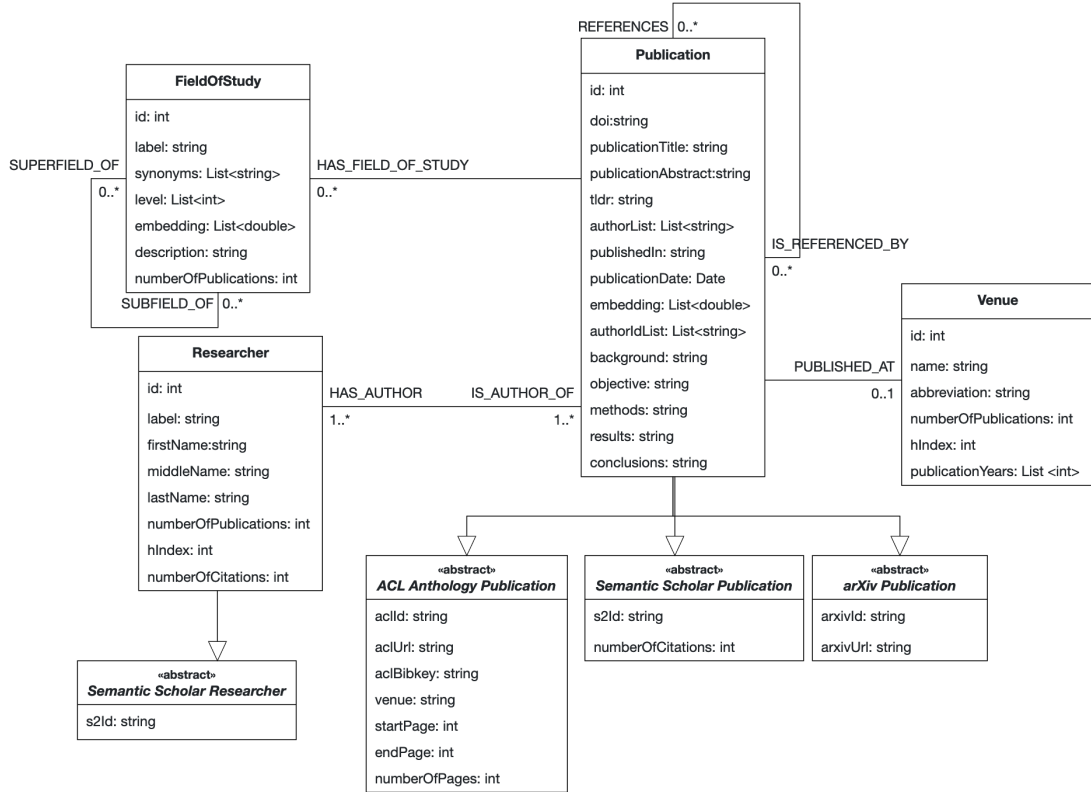 REFERENCES
0..*
Publication
id: int
doi:string
publicationTitle: string
publicationAbstract:string
tldr: string
authorList: List<string>
publishedIn: string
publicationDate: Date
embedding: List<double>
authorIdList: List<string>
background: string
objective: string
methods: string
results: string
conclusions: string
FieldOfStudy
id: int
label: string
synonyms: List<string>
level: List<int>
embedding: List<double>
description: string
numberOfPublications: int
SUPERFIELD_OF
0..*
HAS_FIELD_OF_STUDY
0..*
SUBFIELD_OF
0..*
IS_REFERENCED_BY
0..*
Venue
id: int
name: string
abbreviation: string
numberOfPublications: int
hIndex: int
publicationYears: List <int>
PUBLISHED_AT
0..1
Researcher
id: int
label: string
firstName:string
middleName: string
lastName: string
numberOfPublications: int
hIndex: int
numberOfCitations: int
HAS_AUTHOR
1..*
IS_AUTHOR_OF
1..*
«abstract»
ACL Anthology Publication
aclId: string
aclUrl: string
aclBibkey: string
venue: string
startPage: int
endPage: int
numberOfPages: int
«abstract»
Semantic Scholar Publication
s2Id: string
numberOfCitations: int
«abstract»
arXiv Publication
arxivId: string
arxivUrl: string
«abstract»
Semantic Scholar Researcher
s2Id: string